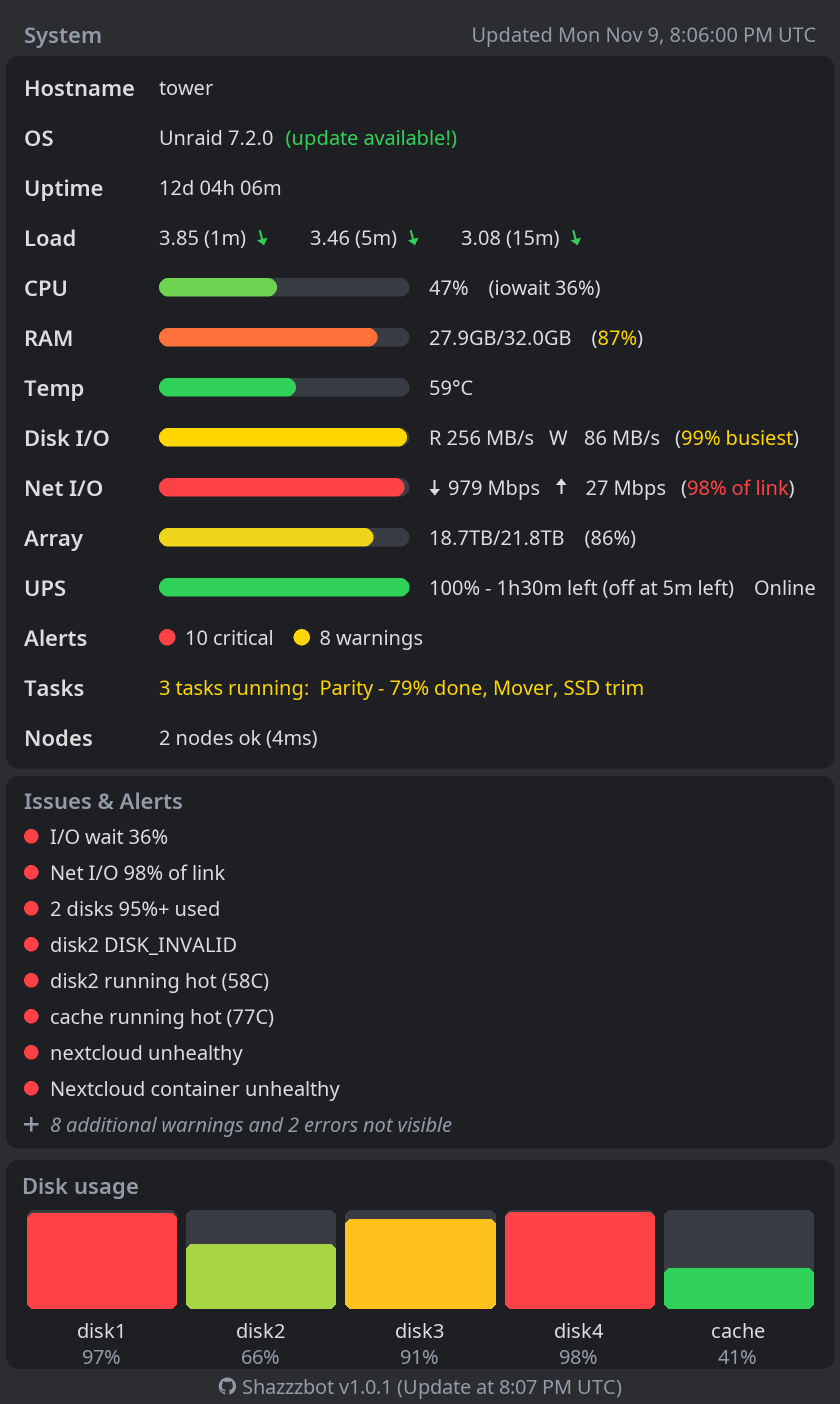 System Updated Mon Nov 9, 8:06:00 PM UTC
Hostname tower
OS Unraid 7.2.0 (update available!)
Uptime 12d 04h 06m
Load 3.85 (1m) ↘ 3.46 (5m) ↘ 3.08 (15m) ↘
CPU 47% (iowait 36%)
RAM 27.9GB/32.0GB (87%)
Temp 59°C
Disk I/O R 256 MB/s W 86 MB/s (99% busiest)
Net I/O ↓ 979 Mbps ↑ 27 Mbps (98% of link)
Array 18.7TB/21.8TB (86%)
UPS 100% - 1h30m left (off at 5m left) Online
Alerts 10 critical 8 warnings
Tasks 3 tasks running: Parity - 79% done, Mover, SSD trim
Nodes 2 nodes ok (4ms)
Issues & Alerts
I/O wait 36%
Net I/O 98% of link
2 disks 95%+ used
disk2 DISK_INVALID
disk2 running hot (58C)
cache running hot (77C)
nextcloud unhealthy
Nextcloud container unhealthy
+ 8 additional warnings and 2 errors not visible
Disk usage
disk1 disk2 disk3 disk4 cache
97% 66% 91% 98% 41%
Shazzzbot v1.0.1 (Update at 8:07 PM UTC)